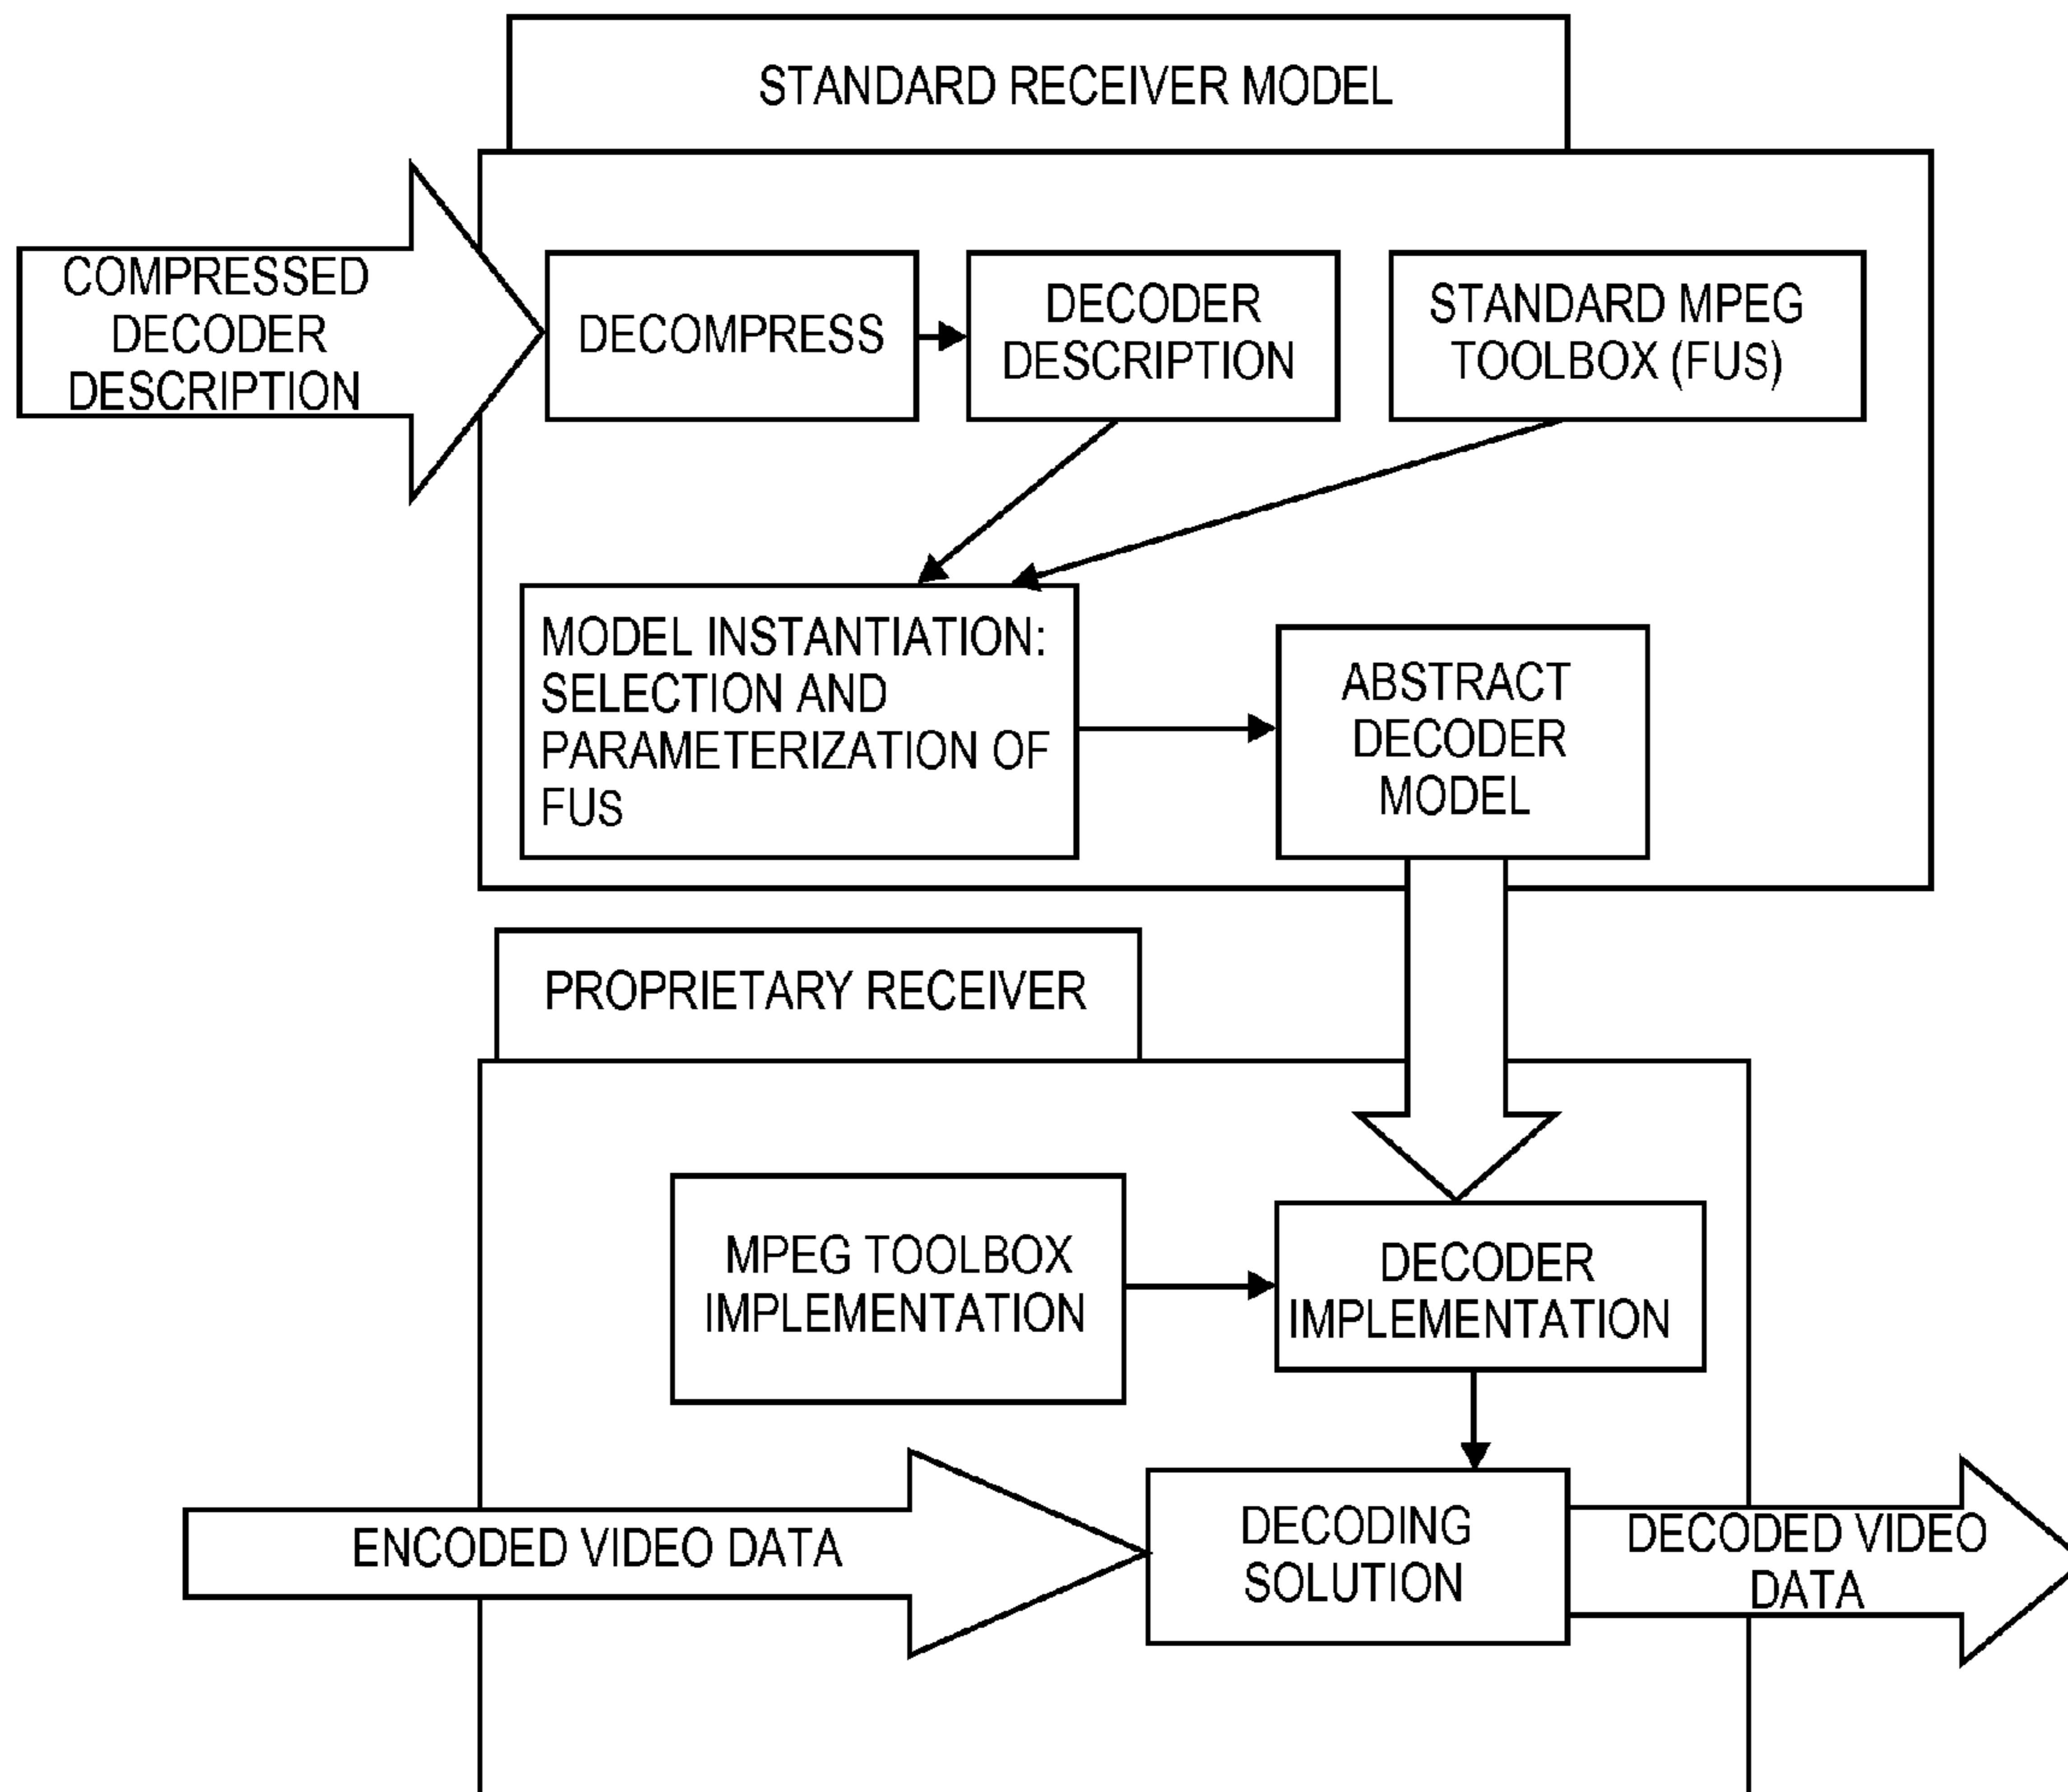 STANDARD RECEIVER MODEL
COMPRESSED
DECODER
DESCRIPTION
DECOMPRESS
DECODER
DESCRIPTION
STANDARD MPEG
TOOLBOX (FUS)
MODEL INSTANTIATION:
SELECTION AND
PARAMETERIZATION OF
FUS
ABSTRACT
DECODER
MODEL
PROPRIETARY RECEIVER
MPEG TOOLBOX
IMPLEMENTATION
DECODER
IMPLEMENTATION
ENCODED VIDEO DATA
DECODING
SOLUTION
DECODED VIDEO
DATA